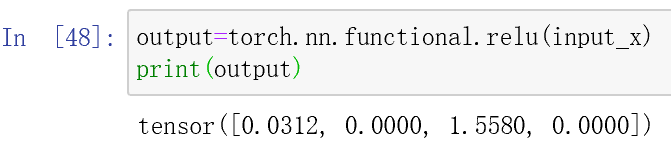 In [48]: output=torch.nn.functional.relu(input_x)
print(output)
tensor([0.0312, 0.0000, 1.5580, 0.0000])